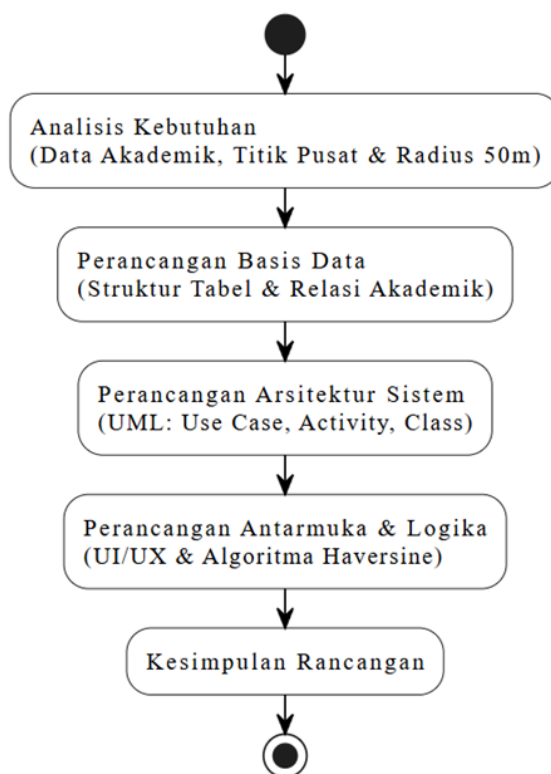 Analisis Kebutuhan
(Data Akademik, Titik Pusat & Radius 50m)
Perancangan Basis Data
(Struktur Tabel & Relasi Akademik)
Perancangan Arsitektur Sistem
(UML: Use Case, Activity, Class)
Perancangan Antarmuka & Logika
(UI/UX & Algoritma Haversine)
Kesimpulan Rancangan